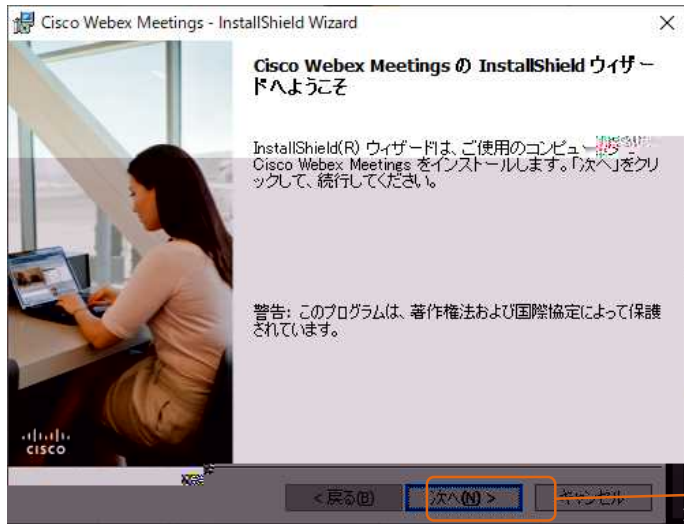 Cisco Webex Meetings - InstallShield Wizard
Cisco Webex Meetings の InstallShield ウィザー
ドへようこそ
InstallShield(R) ウィザードは、ご使用のコンピュー
Cisco Webex Meetings をインストールします。「次へ」をクリ
ックして、続行してください。
警告: このプログラムは、著作権法および国際協定によって保護
されています。
CISCO
< 戻る(B)
次へ(N) >
キャンセル